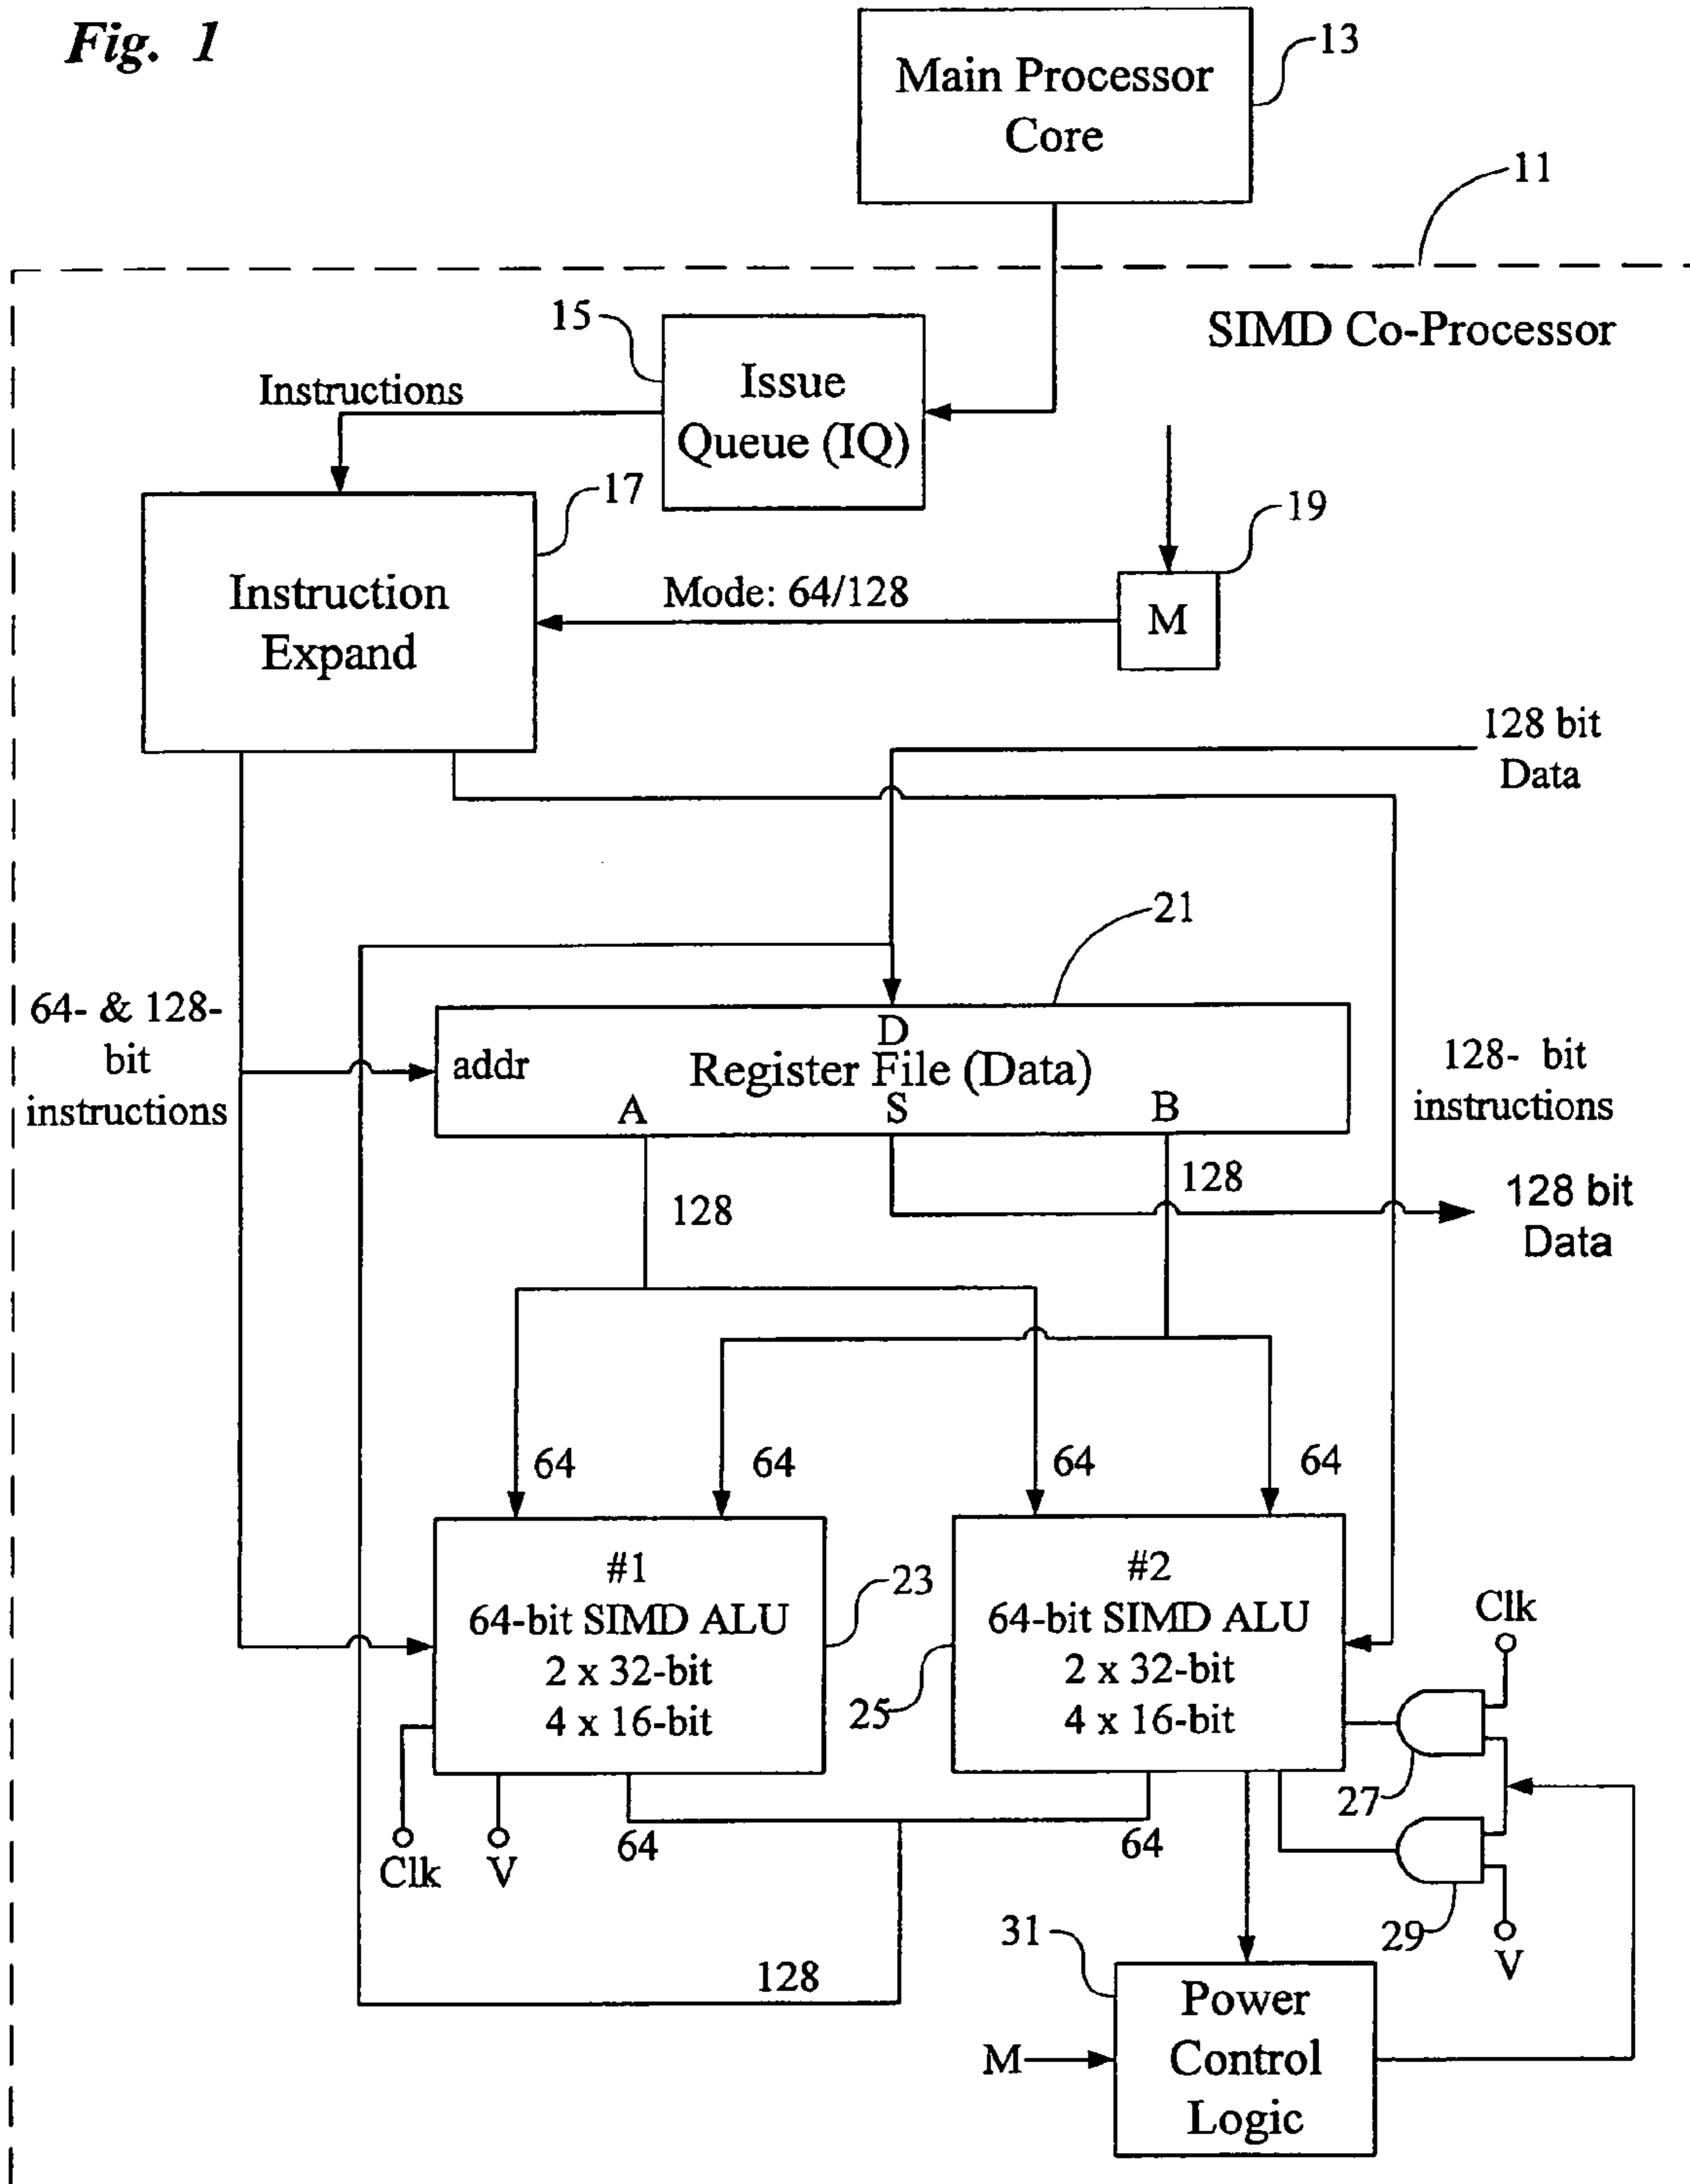 Fig. 1
Main Processor
Core
13
11
SIMD Co-Processor
15
Issue
Queue (IQ)
Instructions
17
19
Instruction
Expand
Mode: 64/128
M
128 bit
Data
21
64- & 128-
bit
instructions
D
addr
Register File (Data)
A
S
B
128- bit
instructions
128
128
128 bit
Data
64
64
64
64
#1
64-bit SIMD ALU
2 x 32-bit
4 x 16-bit
23
#2
64-bit SIMD ALU
2 x 32-bit
4 x 16-bit
25
Clk
27
Clk
V
64
64
29
V
31
128
Power
Control
Logic
M